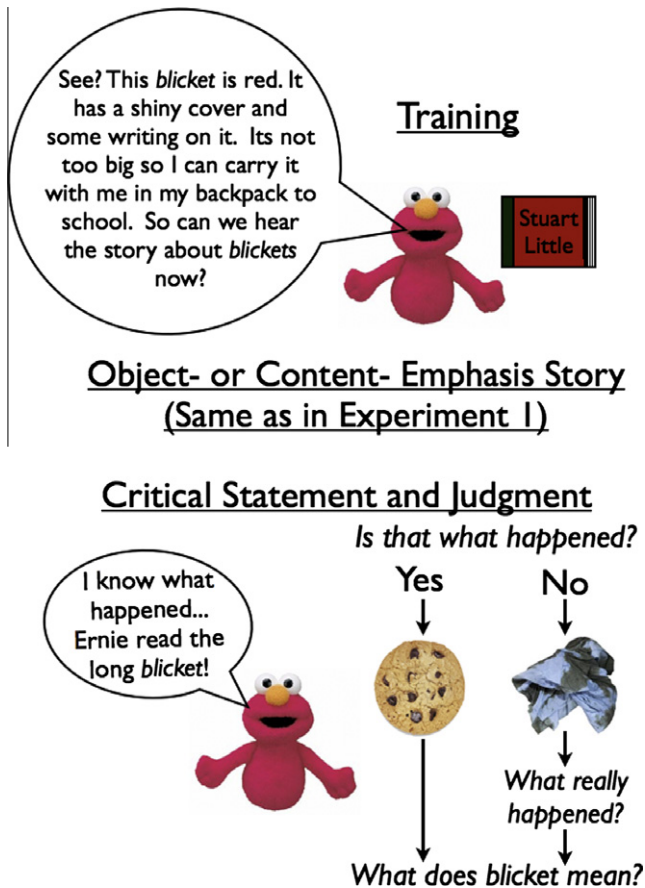 See? This blicket is red. It
has a shiny cover and
some writing on it. Its not
too big so I can carry it
with me in my backpack to
school. So can we hear
the story about blickets
now?
Training
Stuart
Little
Object- or Content- Emphasis Story
(Same as in Experiment 1)
Critical Statement and Judgment
Is that what happened?
I know what
happened...
Ernie read the
long blicket!
Yes
No
What really
happened?
What does blicket mean?